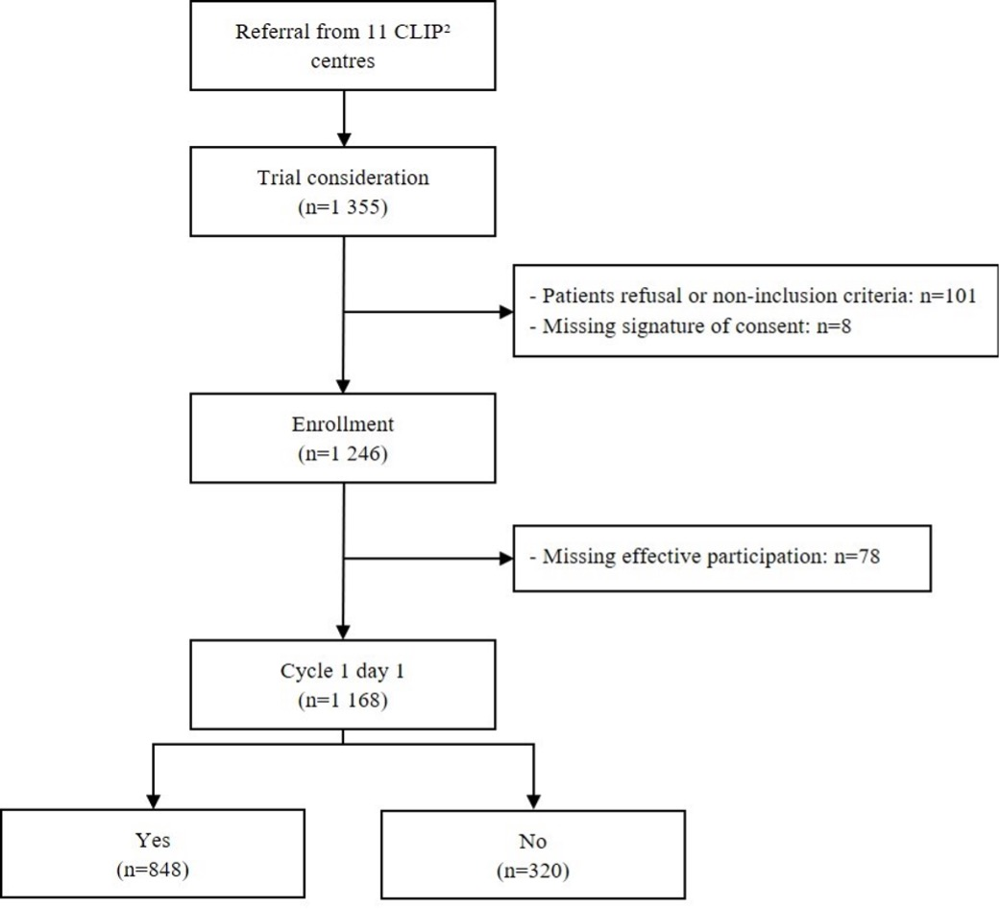 Referral from 11 CLIP²
centres
Trial consideration
(n=1 355)
- Patients refusal or non-inclusion criteria: n=101
- Missing signature of consent: n=8
Enrollment
(n=1 246)
- Missing effective participation: n=78
Cycle 1 day 1
(n=1 168)
Yes
(n=848)
No
(n=320)